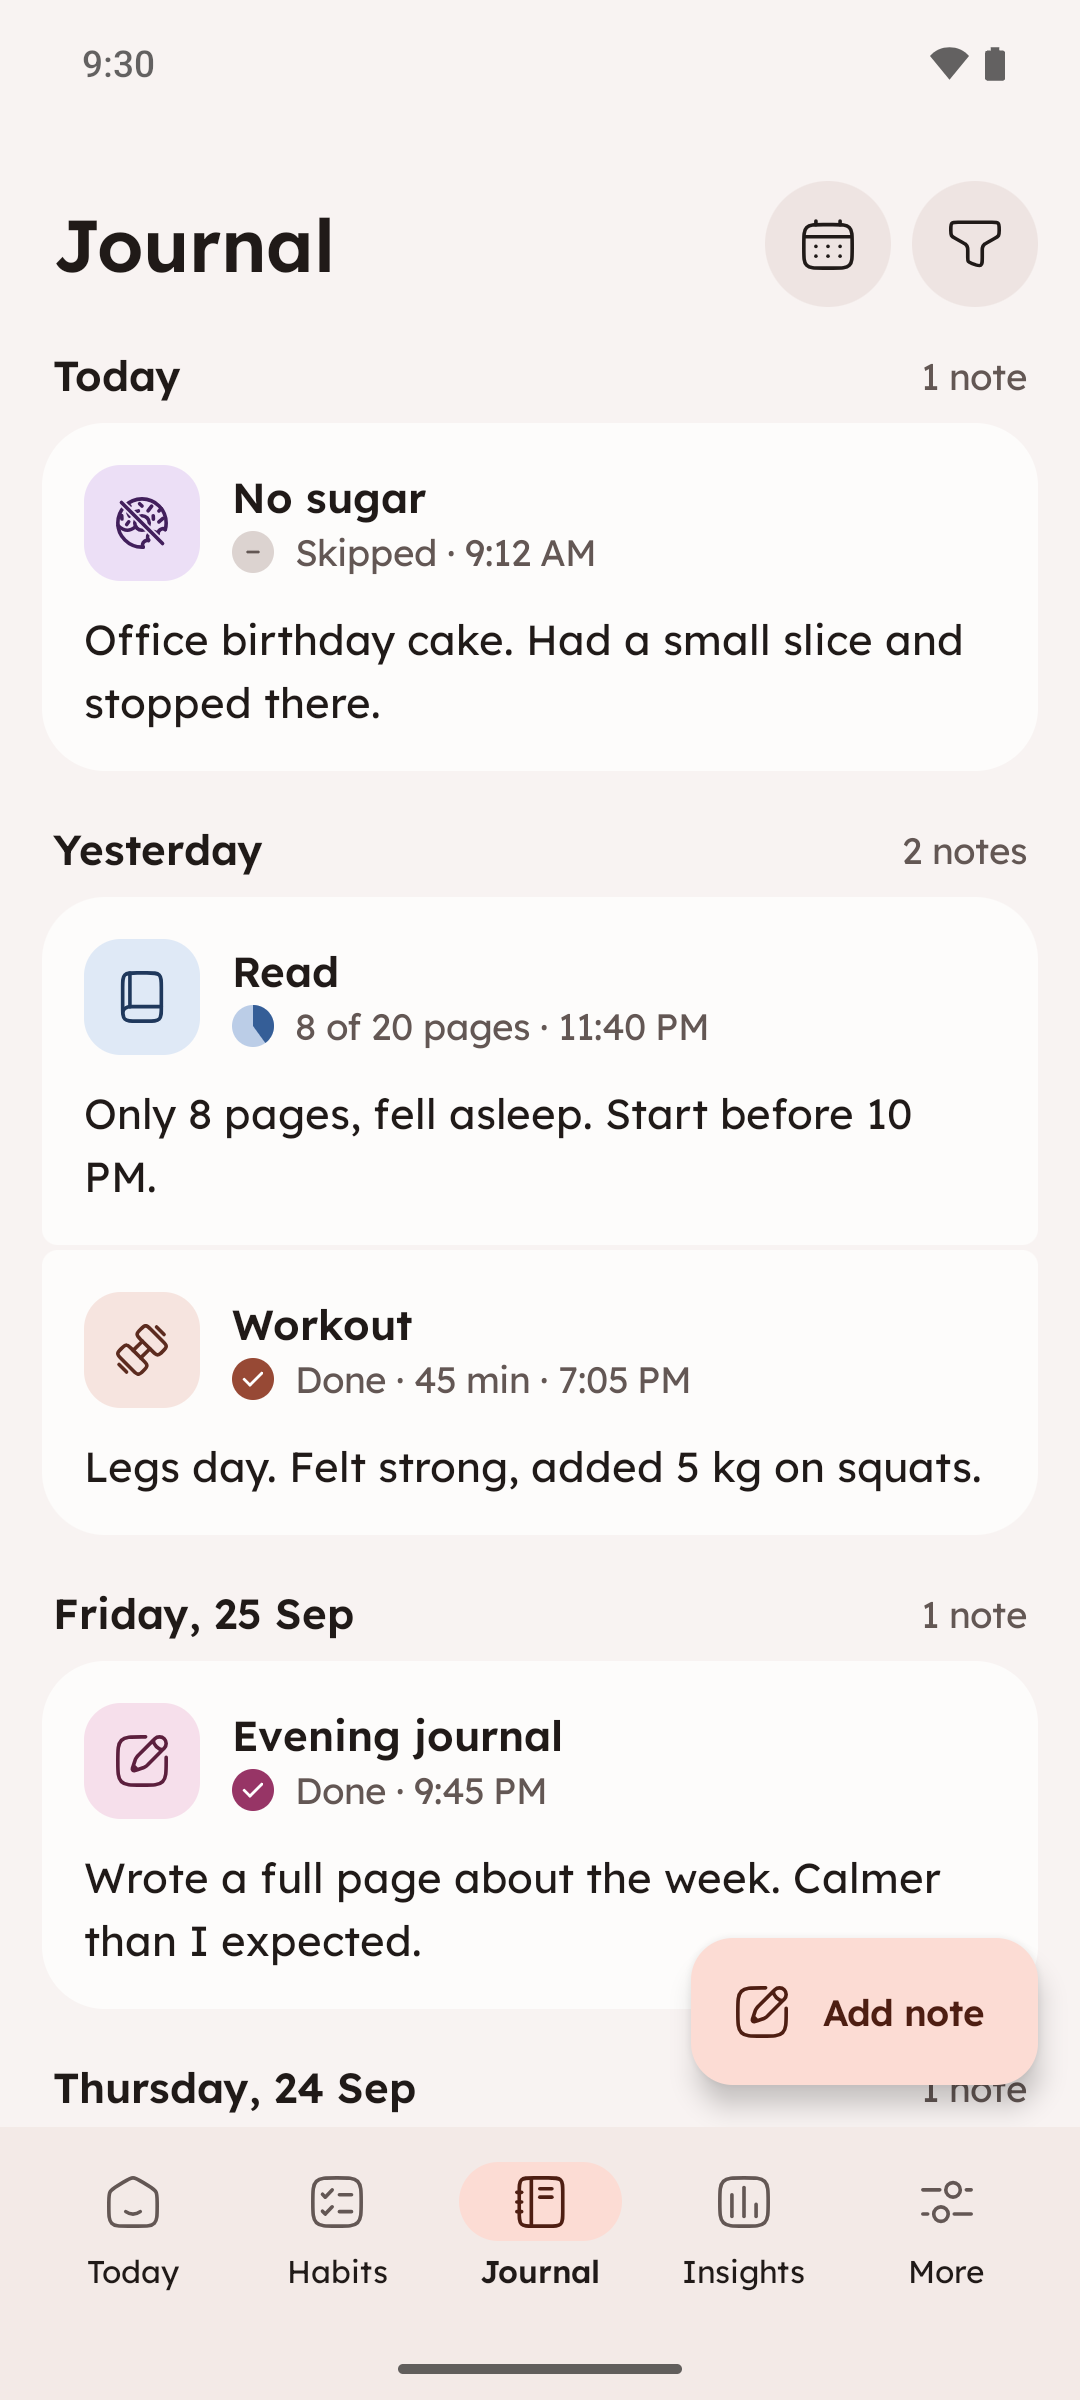 9:30
Journal
Today
1 note
No sugar
Skipped · 9:12 AM
Office birthday cake. Had a small slice and
stopped there.
Yesterday
2 notes
Read
8 of 20 pages · 11:40 PM
Only 8 pages, fell asleep. Start before 10
PM.
Workout
Done · 45 min · 7:05 PM
Legs day. Felt strong, added 5 kg on squats.
Friday, 25 Sep
1 note
Evening journal
Done · 9:45 PM
Wrote a full page about the week. Calmer
than I expected.
Add note
Thursday, 24 Sep
1 note
Today
Habits
Journal
Insights
More